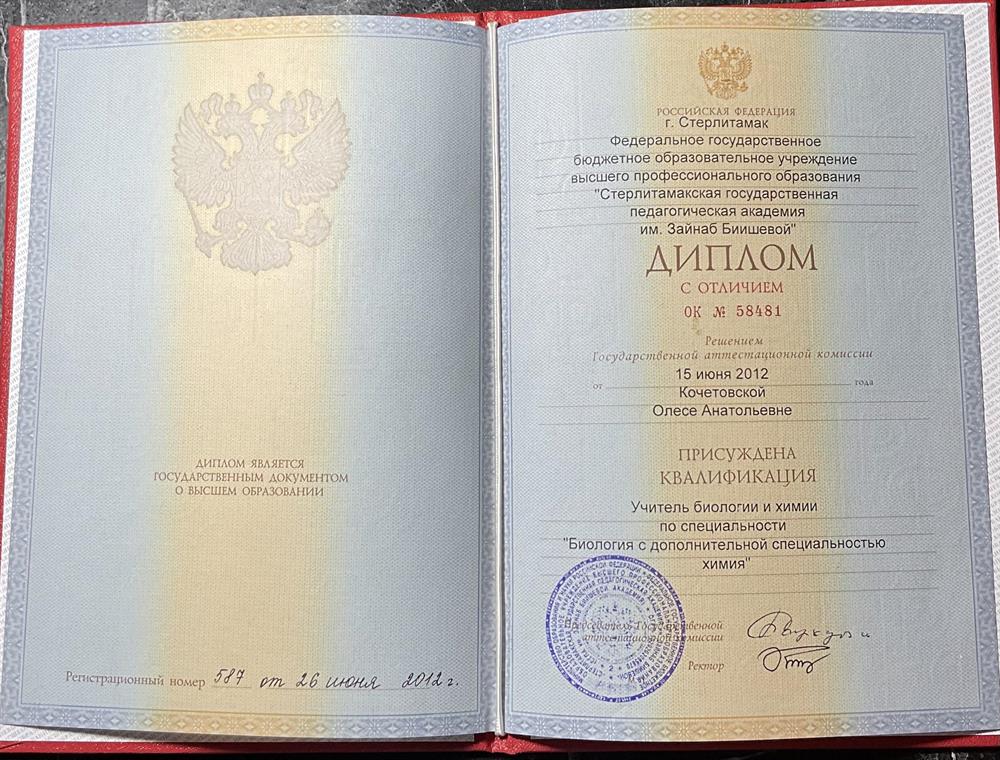 ДИПЛОМ ЯВЛЯЕТСЯ
ГОСУДАРСТВЕННЫМ ДОКУМЕНТОМ
О ВЫСШЕМ ОБРАЗОВАНИИ
Регистрационный номер 587 от 26 июня 2012 г.
РОССИЙСКАЯ ФЕДЕРАЦИЯ
г. Стерлитамак
Федеральное государственное
бюджетное образовательное учреждение
высшего профессионального образования
"Стерлитамакская государственная
педагогическая академия
им. Зайнаб Биишевой"
ДИПЛОМ
С ОТЛИЧИЕМ
ОК № 58481
Решением
Государственной аттестационной комиссии
от 15 июня 2012 года
Кочетовской
Олесе Анатольевне
ПРИСУЖДЕНА
КВАЛИФИКАЦИЯ
Учитель биологии и химии
по специальности
"Биология с дополнительной специальностью
химия"
Председатель Государственной
аттестационной комиссии
Ректор